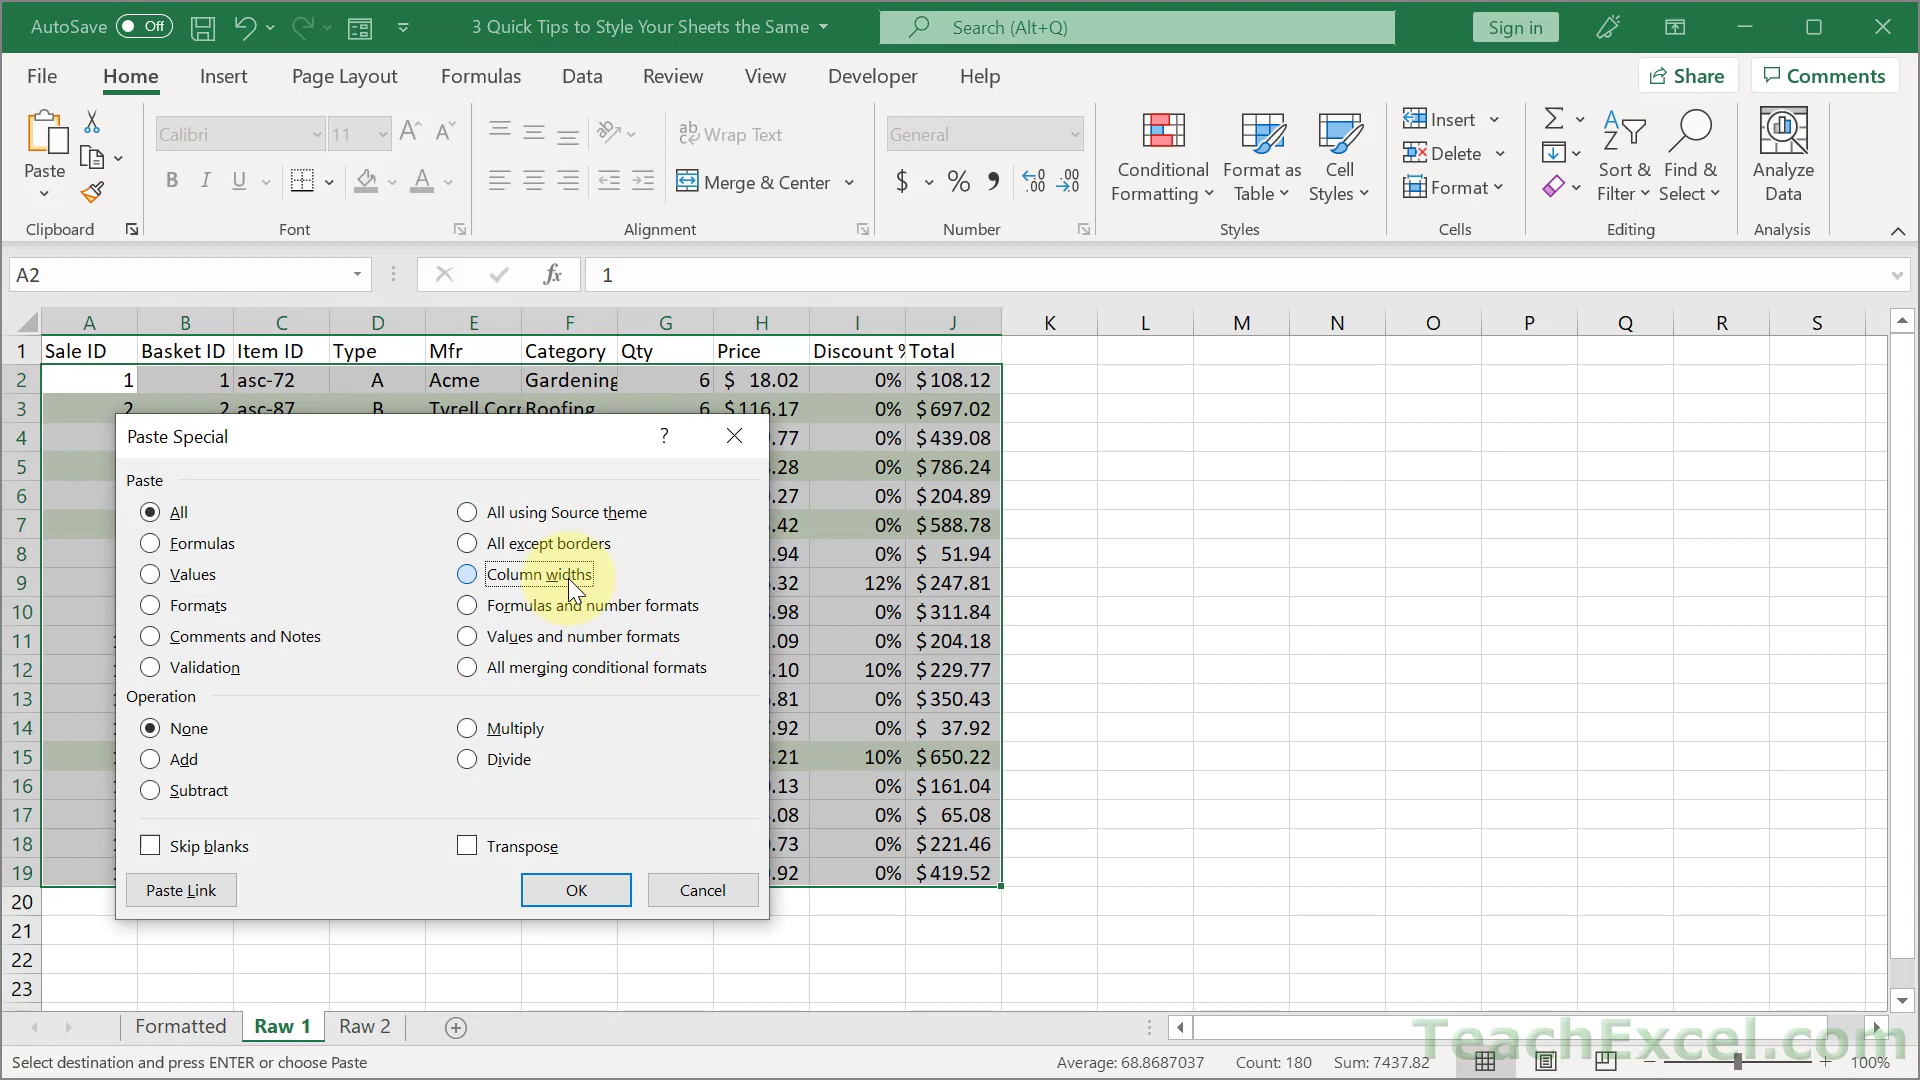 AutoSave Off 3 Quick Tips to Style Your Sheets the Same Search (Alt+Q) Sign in
File Home Insert Page Layout Formulas Data Review View Developer Help Share Comments
Calibri 11 A A ab Wrap Text General Insert Σ A Z
Paste B I U A Merge & Center $ % Conditional Formatting Format as Table Cell Styles Delete Format Sort & Filter Find & Select Analyze Data
Clipboard Font Alignment Number Styles Cells Editing Analysis
A2 fx 1
A B C D E F G H I J K L M N O P Q R S
1 Sale ID Basket ID Item ID Type Mfr Category Qty Price Discount % Total
2 1 1 asc-72 A Acme Gardening 6 $ 18.02 0% $108.12
3 2 2 asc-87 B Tyrell Corp Roofing 6 $116.17 0% $697.02
4 .77 0% $439.08
5 .28 0% $786.24
6 .27 0% $204.89
7 .42 0% $588.78
8 .94 0% $ 51.94
9 .32 12% $247.81
10 .98 0% $311.84
11 .09 0% $204.18
12 .10 10% $229.77
13 .81 0% $350.43
14 .92 0% $ 37.92
15 .21 10% $650.22
16 .13 0% $161.04
17 .08 0% $ 65.08
18 .73 0% $221.46
19 .92 0% $419.52
20
21
22
23
Paste Special ?
Paste
All All using Source theme
Formulas All except borders
Values Column widths
Formats Formulas and number formats
Comments and Notes Values and number formats
Validation All merging conditional formats
Operation
None Multiply
Add Divide
Subtract
Skip blanks Transpose
Paste Link OK Cancel
Formatted Raw 1 Raw 2
TeachExcel.com
Select destination and press ENTER or choose Paste Average: 68.8687037 Count: 180 Sum: 7437.82 100%